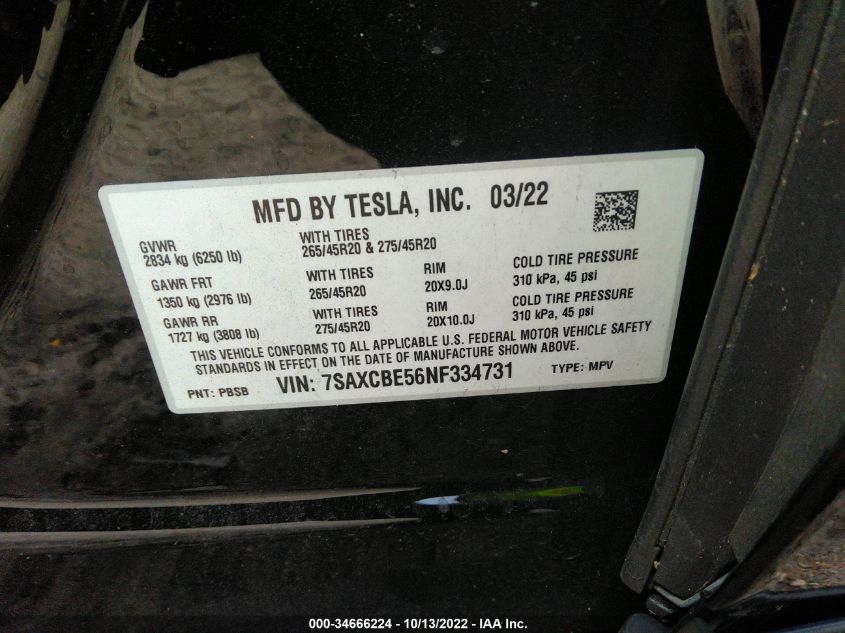 MFD BY TESLA, INC. 03/22
GVWR
2834 kg (6250 lb)
WITH TIRES
265/45R20 & 275/45R20
GAWR FRT
1350 kg (2976 lb)
WITH TIRES
265/45R20
RIM
20X9.0J
COLD TIRE PRESSURE
310 kPa, 45 psi
GAWR RR
1727 kg (3808 lb)
WITH TIRES
275/45R20
RIM
20X10.0J
COLD TIRE PRESSURE
310 kPa, 45 psi
THIS VEHICLE CONFORMS TO ALL APPLICABLE U.S. FEDERAL MOTOR VEHICLE SAFETY
STANDARDS IN EFFECT ON THE DATE OF MANUFACTURE SHOWN ABOVE.
PNT: PBSB VIN: 7SAXCBE56NF334731 TYPE: MPV
000-34666224 - 10/13/2022 - IAA Inc.